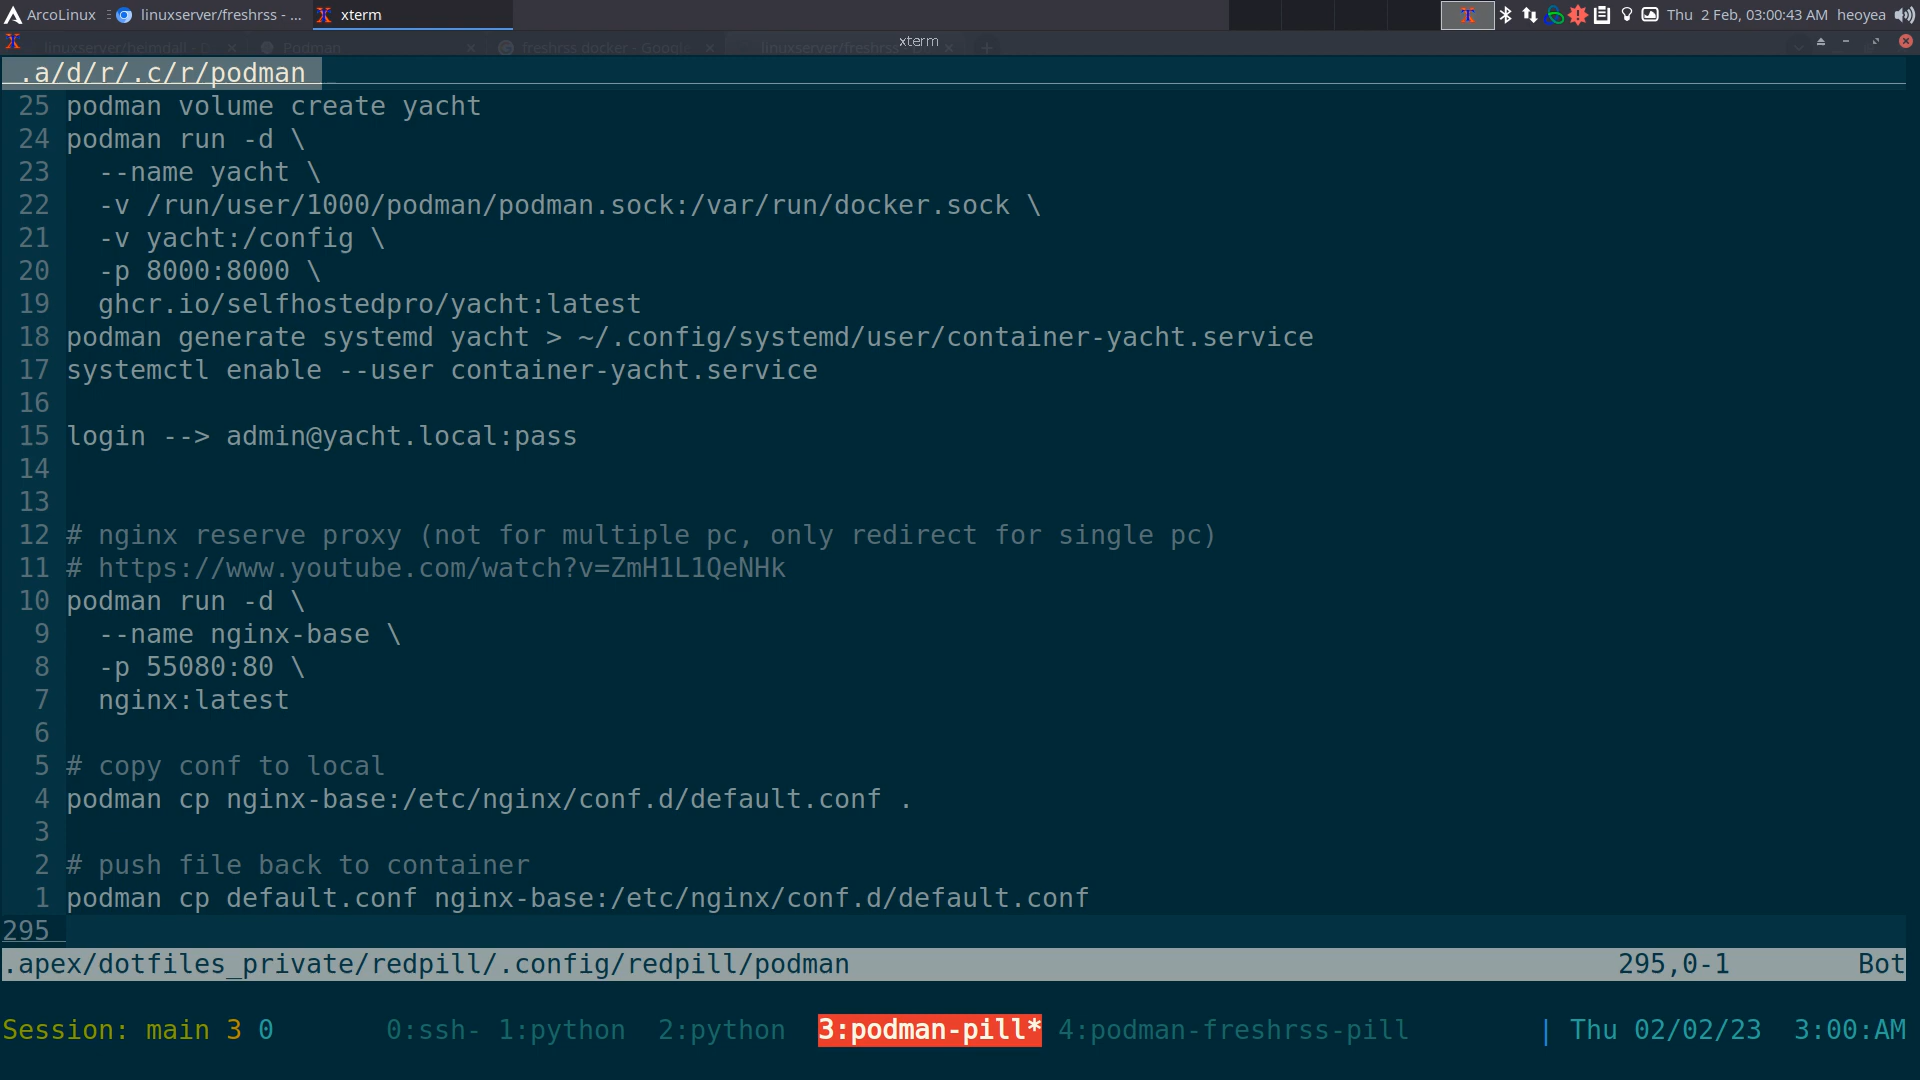 ArcoLinux
linuxserver/freshrss - ...
xterm
Thu 2 Feb, 03:00:43 AM heoyea
linuxserver/heimdall - D
Podman
freshrss docker - Google
linuxserver/freshrss
xterm
.a/d/r/.c/r/podman
25 podman volume create yacht
24 podman run -d \
23 --name yacht \
22 -v /run/user/1000/podman/podman.sock:/var/run/docker.sock \
21 -v yacht:/config \
20 -p 8000:8000 \
19 ghcr.io/selfhostedpro/yacht:latest
18 podman generate systemd yacht > ~/.config/systemd/user/container-yacht.service
17 systemctl enable --user container-yacht.service
16
15 login --> admin@yacht.local:pass
14
13
12 # nginx reserve proxy (not for multiple pc, only redirect for single pc)
11 # https://www.youtube.com/watch?v=ZmH1L1QeNHk
10 podman run -d \
9 --name nginx-base \
8 -p 55080:80 \
7 nginx:latest
6
5 # copy conf to local
4 podman cp nginx-base:/etc/nginx/conf.d/default.conf .
3
2 # push file back to container
1 podman cp default.conf nginx-base:/etc/nginx/conf.d/default.conf
295
.apex/dotfiles_private/redpill/.config/redpill/podman 295,0-1 Bot
Session: main 3 0 0:ssh- 1:python 2:python 3:podman-pill* 4:podman-freshrss-pill | Thu 02/02/23 3:00:AM